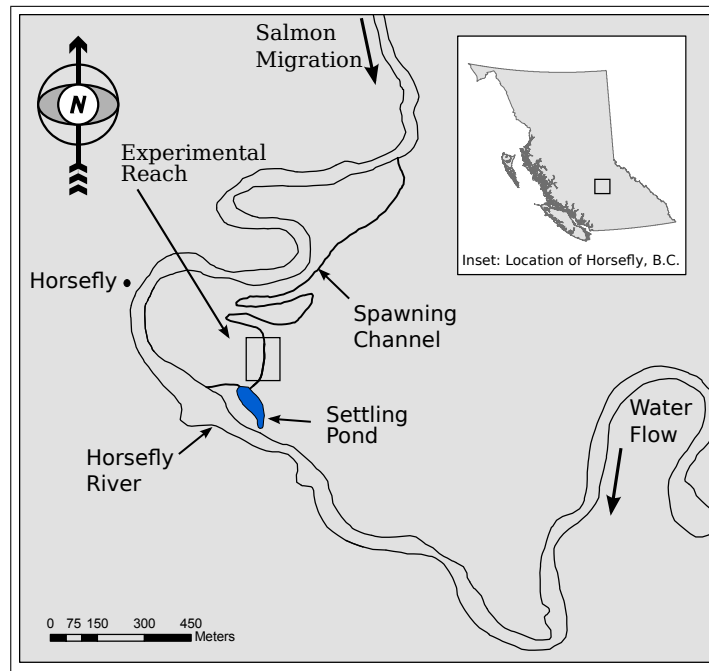 Salmon
Migration
N
Experimental
Reach
Horsefly
Spawning
Channel
Inset: Location of Horsefly, B.C.
Settling
Pond
Water
Flow
Horsefly
River
0 75 150 300 450
Meters